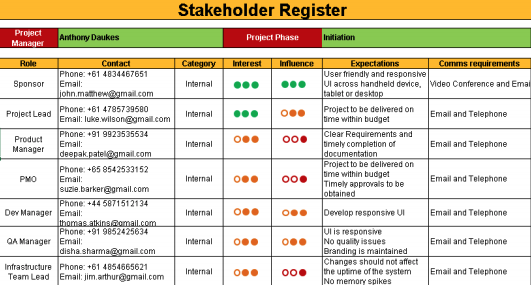 Stakeholder Register
Project Manager
Anthony Daukes
Project Phase
Initiation
Role
Contact
Category
Interest
Influence
Expectations
Comms requirements
Sponsor
Phone: +61 4834467651
Email:
john.matthew@gmail.com
Internal
User friendly and responsive
UI across handheld device,
tablet or desktop
Video Conference and Emai
Project Lead
Phone: +61 4785739580
Email: luke.wilson@gmail.com
Internal
Project to be delivered on
time within budget
Email and Telephone
Product
Manager
Phone: +91 9923535534
Email:
deepak.patel@gmail.com
Internal
Clear Requirements and
timely completion of
documentation
Email and Telephone
PMO
Phone: +65 8542533152
Email:
suzie.barker@gmail.com
Internal
Project to be delivered on
time within budget
Timely approvals to be
obtained
Email and Telephone
Dev Manager
Phone: +44 5871512134
Email:
thomas.atkins@gmail.com
Internal
Develop responsive UI
Email and Telephone
QA Manager
Phone: +91 9852425634
Email:
disha.sharma@gmail.com
Internal
UI is responsive
No quality issues
Branding is maintained
Email and Telephone
Infrastructure
Team Lead
Phone: +61 4854665621
Email: jim.arthur@gmail.com
Internal
Changes should not affect
the uptime of the system
No memory spikes
Email and Telephone